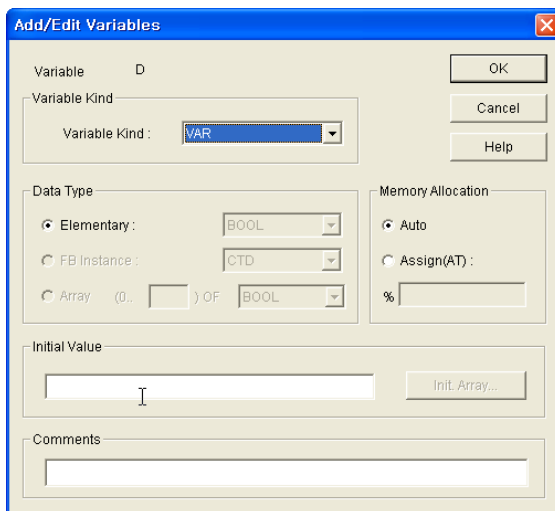 Add/Edit Variables
Variable D
OK
Variable Kind
Cancel
Variable Kind : VAR
Help
Data Type
Memory Allocation
Elementary : BOOL
Auto
FB Instance : CTD
Assign(AT) :
Array (0.. ) OF BOOL
%
Initial Value
Init. Array...
Comments